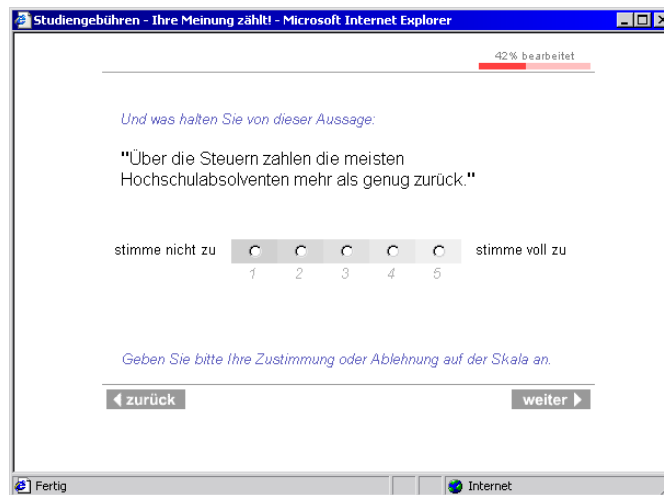 Studiengebühren - Ihre Meinung zählt! - Microsoft Internet Explorer
42% bearbeitet
Und was halten Sie von dieser Aussage:
"Über die Steuern zahlen die meisten
Hochschulabsolventen mehr als genug zurück."
stimme nicht zu stimme voll zu
1 2 3 4 5
Geben Sie bitte Ihre Zustimmung oder Ablehnung auf der Skala an.
zurück weiter
Fertig Internet